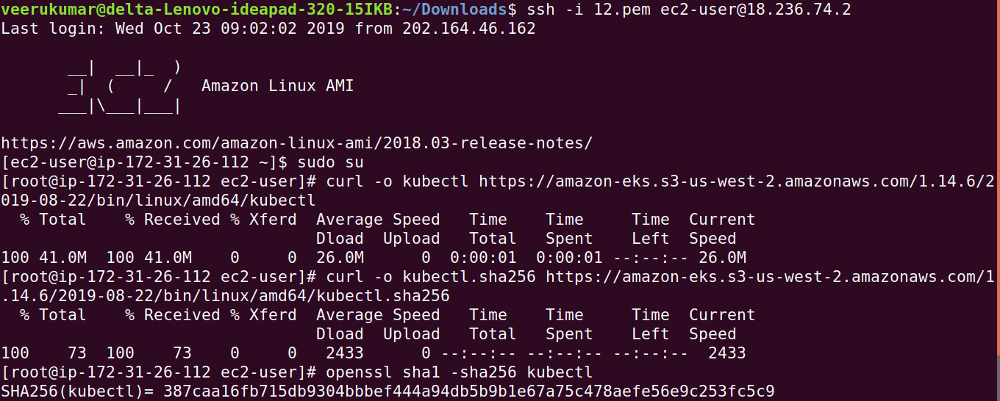 veerukumar@delta-Lenovo-ideapad-320-15IKB:~/Downloads$ ssh -i 12.pem ec2-user@18.236.74.2
Last login: Wed Oct 23 09:02:02 2019 from 202.164.46.162
       __|  __|_  )
       _|  (     /   Amazon Linux AMI
      ___|\___|___|
https://aws.amazon.com/amazon-linux-ami/2018.03-release-notes/
[ec2-user@ip-172-31-26-112 ~]$ sudo su
[root@ip-172-31-26-112 ec2-user]# curl -o kubectl https://amazon-eks.s3-us-west-2.amazonaws.com/1.14.6/2
019-08-22/bin/linux/amd64/kubectl
  % Total    % Received % Xferd  Average Speed   Time    Time     Time  Current
                                 Dload  Upload   Total   Spent    Left  Speed
100 41.0M  100 41.0M    0     0  26.0M      0  0:00:01  0:00:01 --:--:-- 26.0M
[root@ip-172-31-26-112 ec2-user]# curl -o kubectl.sha256 https://amazon-eks.s3-us-west-2.amazonaws.com/1
.14.6/2019-08-22/bin/linux/amd64/kubectl.sha256
  % Total    % Received % Xferd  Average Speed   Time    Time     Time  Current
                                 Dload  Upload   Total   Spent    Left  Speed
100    73  100    73    0     0   2433      0 --:--:-- --:--:-- --:--:--  2433
[root@ip-172-31-26-112 ec2-user]# openssl sha1 -sha256 kubectl
SHA256(kubectl)= 387caa16fb715db9304bbbef444a94db5b9b1e67a75c478aefe56e9c253fc5c9